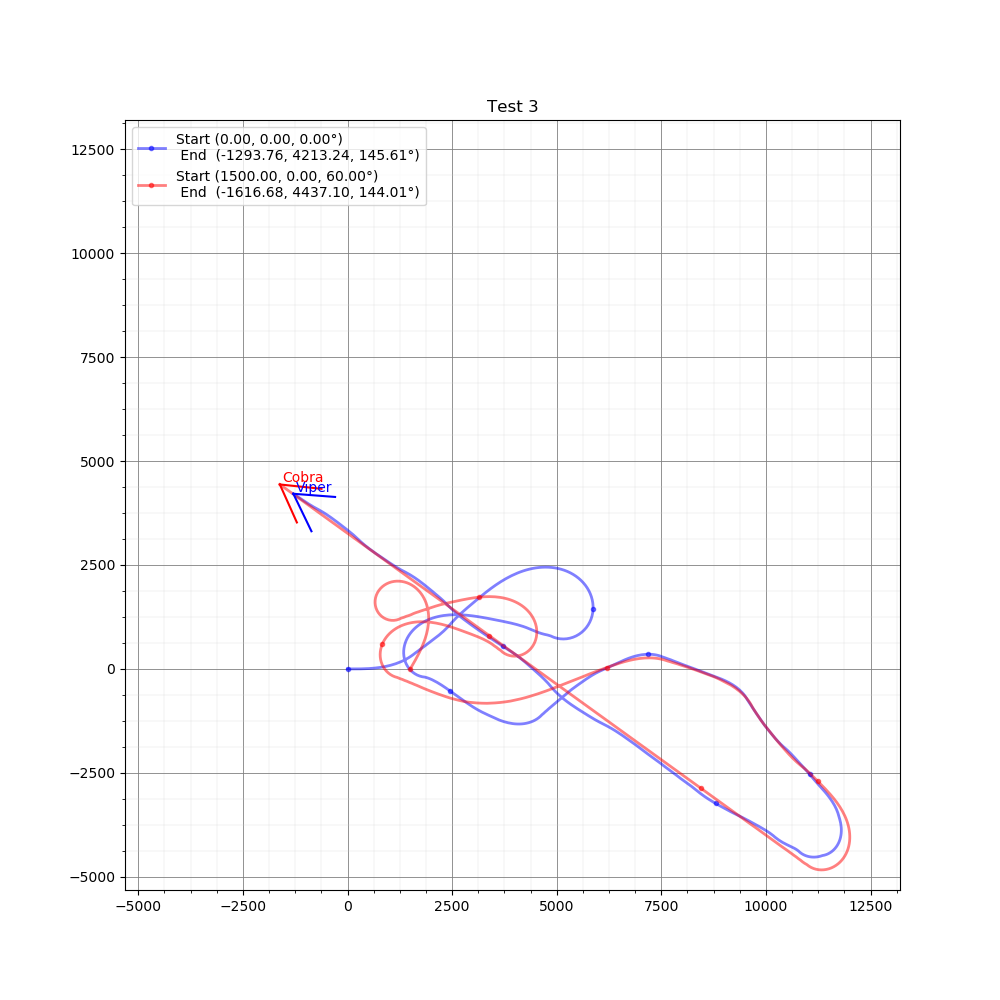 Test 3
Start (0.00, 0.00, 0.00°)
End  (-1293.76, 4213.24, 145.61°)
Start (1500.00, 0.00, 60.00°)
End  (-1616.68, 4437.10, 144.01°)
12500
10000
7500
5000
Cobra
Viper
2500
0
−2500
−5000
−5000 −2500 0 2500 5000 7500 10000 12500